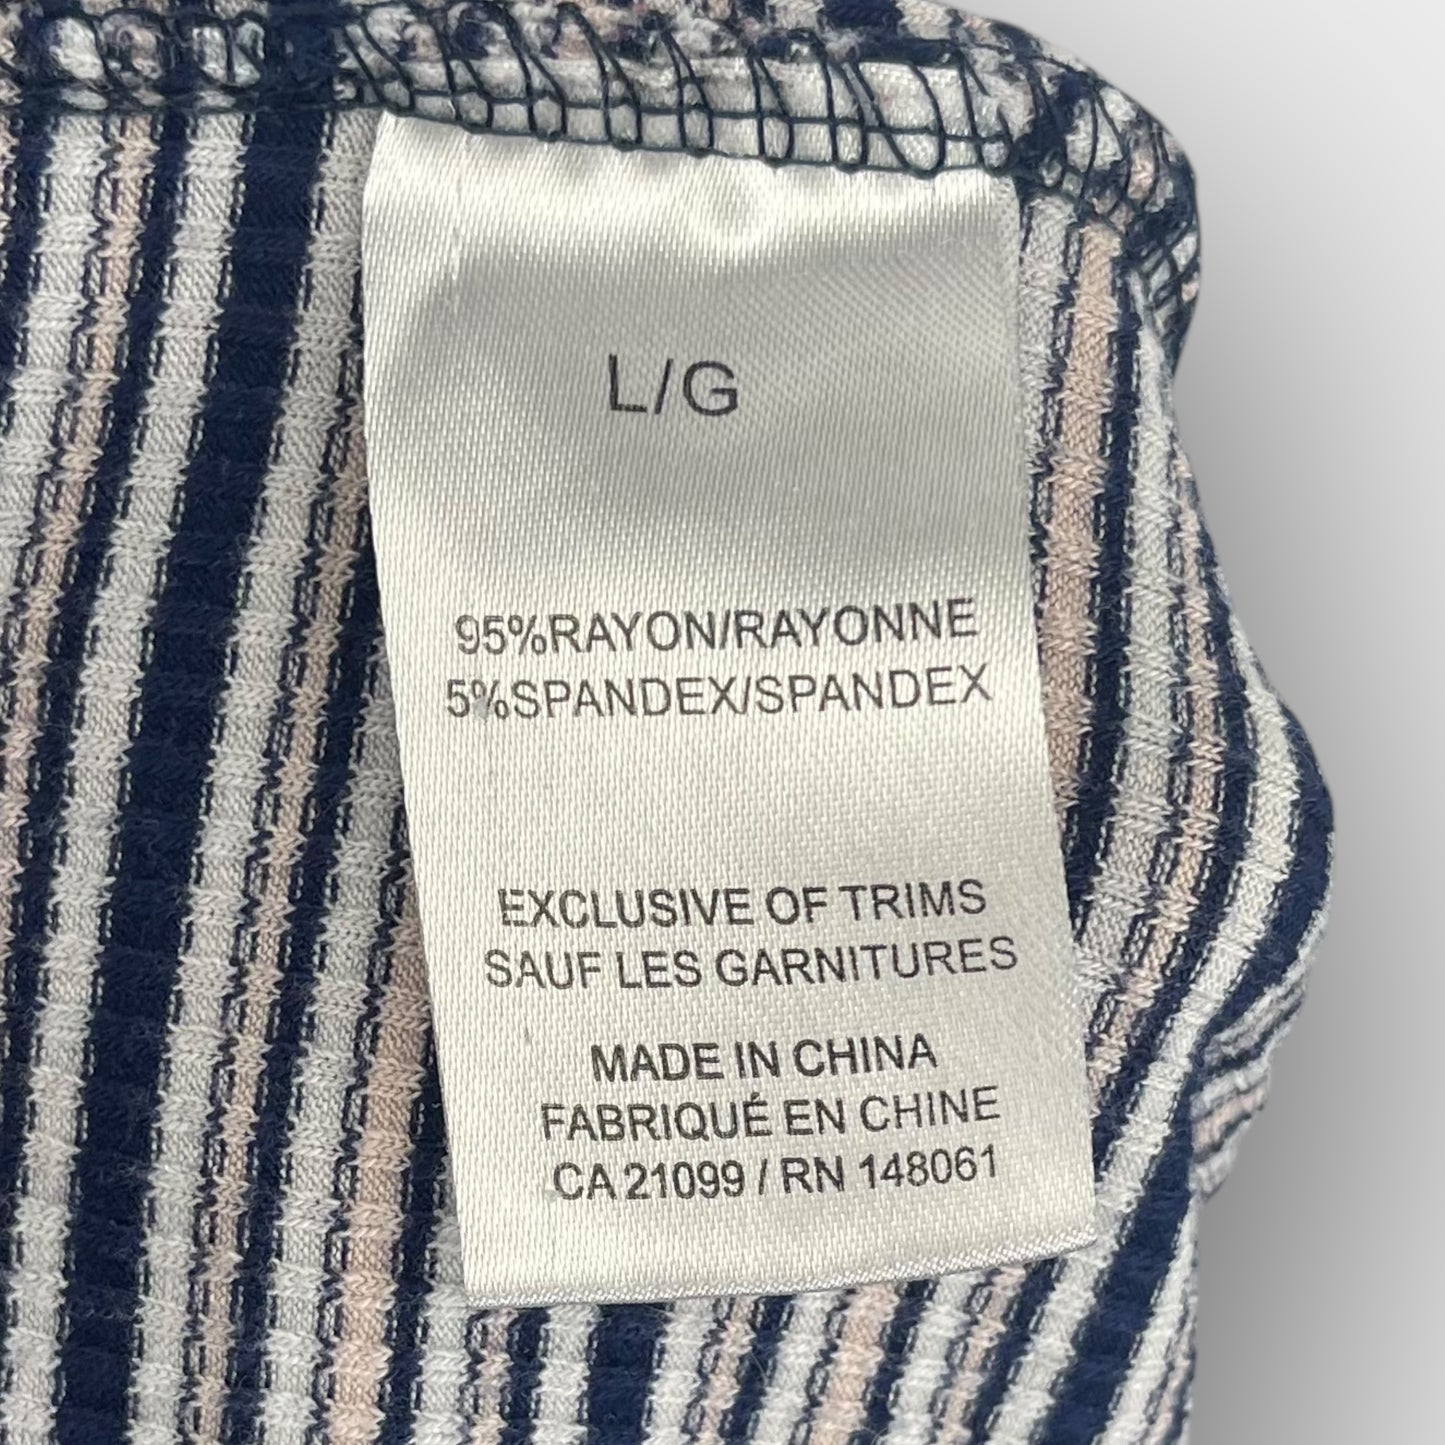 L/G
95%RAYON/RAYONNE
5%SPANDEX/SPANDEX
EXCLUSIVE OF TRIMS
SAUF LES GARNITURES
MADE IN CHINA
FABRIQUÉ EN CHINE
CA 21099 / RN 148061